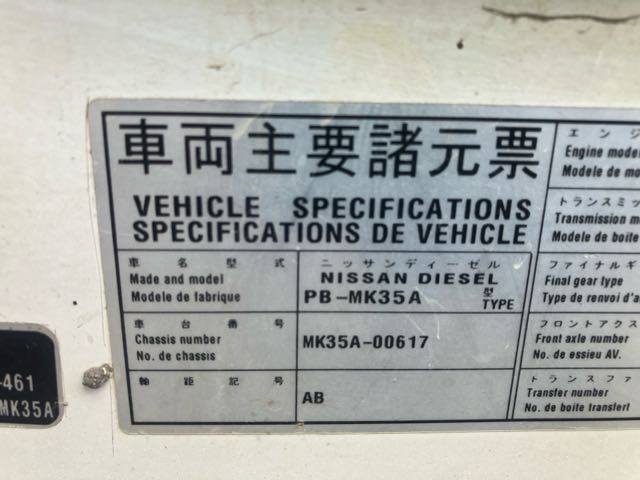 車両主要諸元票
VEHICLE SPECIFICATIONS
SPECIFICATIONS DE VEHICLE
車名型式
Made and model
Modele de fabrique
ニッサンディーゼル
NISSAN DIESEL
PB-MK35A 型 TYPE
車台番号
Chassis number
No. de chassis
MK35A-00617
軸距記号
AB
エンジ
Engine model
Modele de mo
トランスミッ
Transmission m
Modele de boite
ファイナルギ
Final gear type
Type de renvoi d'a
フロントアクス
Front axle number
No. de essieu AV.
トランスファ
Transfer number
No. de boite transfert
-461
MK35A